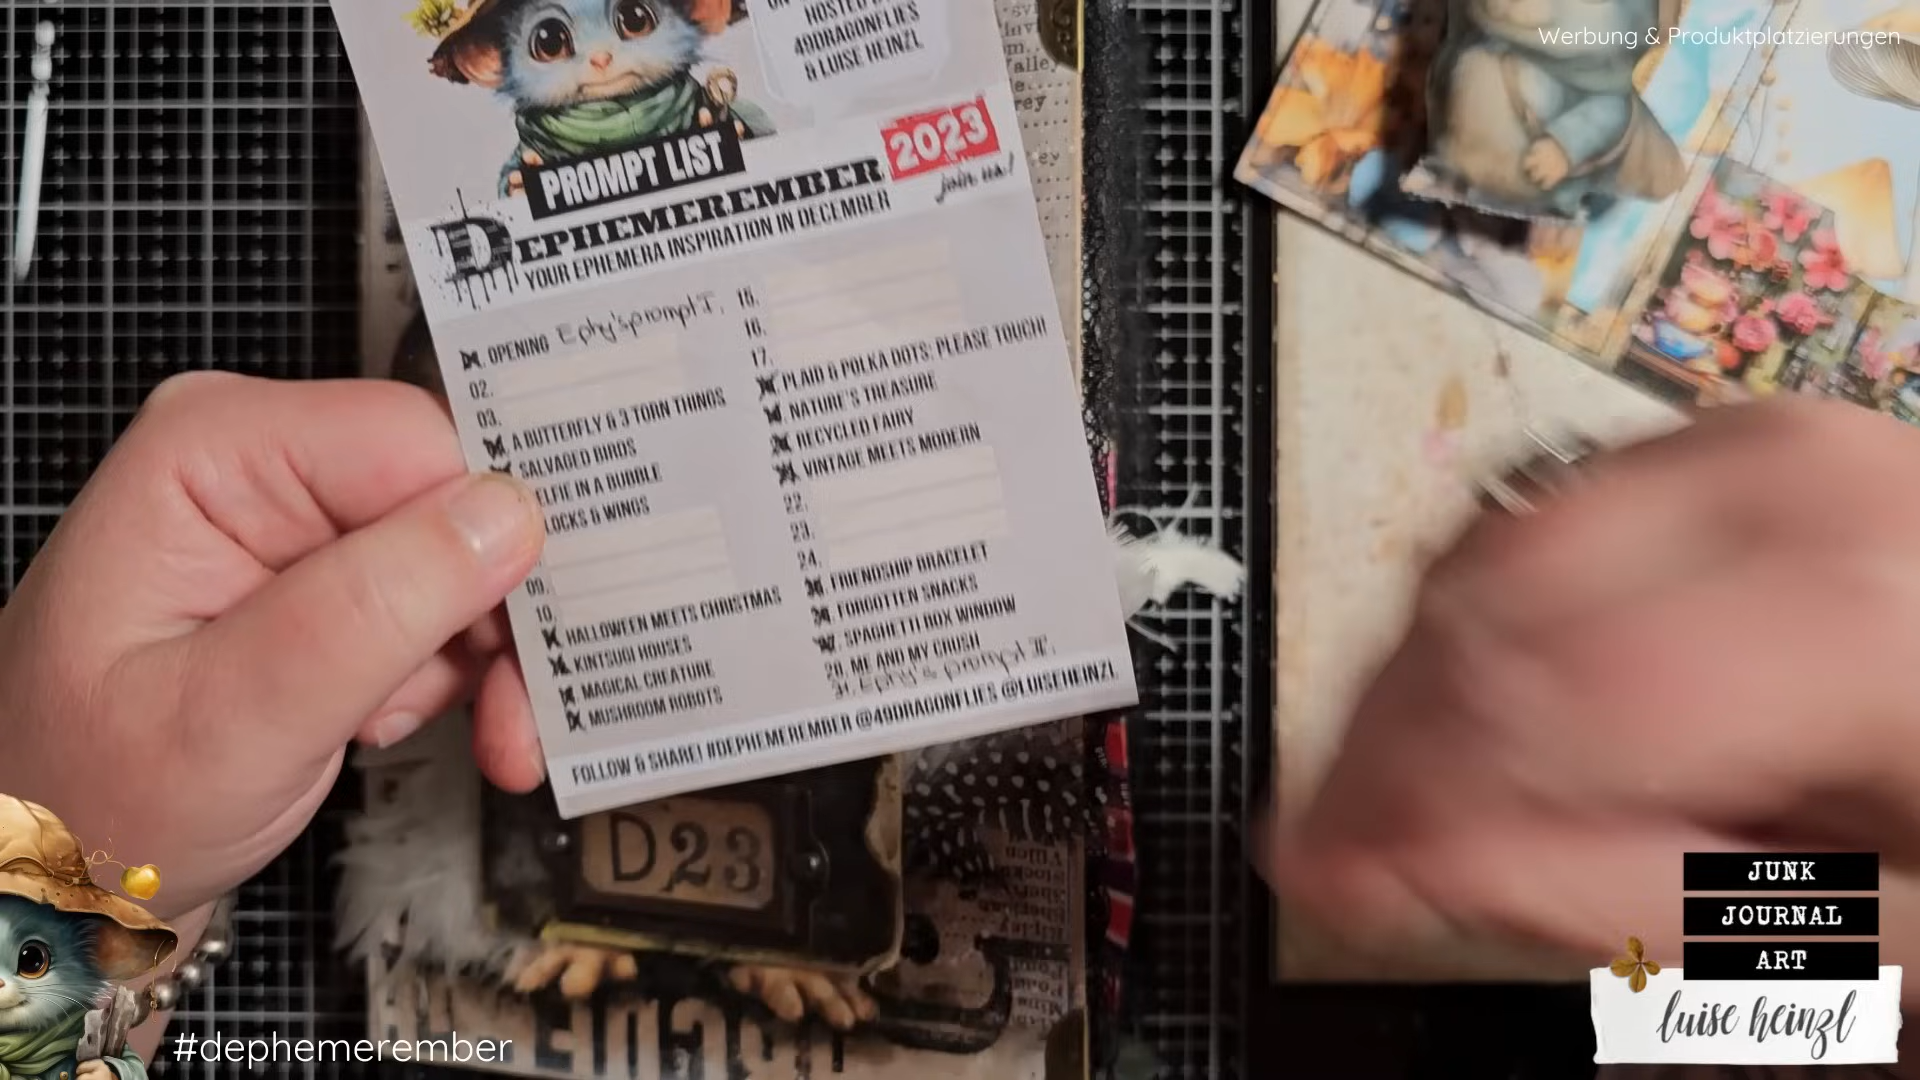 Werbung & Produktplatzierungen
HOSTED
49DRAGONFLIES
& LUISE HEINZL
PROMPT LIST
DEPHEMEREMBER 2023
join us!
YOUR EPHEMERA INSPIRATION IN DECEMBER
OPENING Ephy's prompt I.
02.
03.
A BUTTERFLY & 3 TORN THINGS
SALVAGED BIRDS
ELFIE IN A BUBBLE
LOCKS & WINGS
09.
10.
HALLOWEEN MEETS CHRISTMAS
KINTSUGI HOUSES
MAGICAL CREATURE
MUSHROOM ROBOTS
15.
16.
17.
PLAID & POLKA DOTS: PLEASE TOUCH!
NATURE'S TREASURE
RECYCLED FAIRY
VINTAGE MEETS MODERN
22.
23.
24.
FRIENDSHIP BRACELET
FORGOTTEN SNACKS
SPAGHETTI BOX WINDOW
ME AND MY CRUSH
31. Ephy's prompt II.
FOLLOW & SHARE! #DEPHEMEREMBER @49DRAGONFLIES @LUISEHEINZL
D23
JUNK
JOURNAL
ART
luise heinzl
#dephemerember